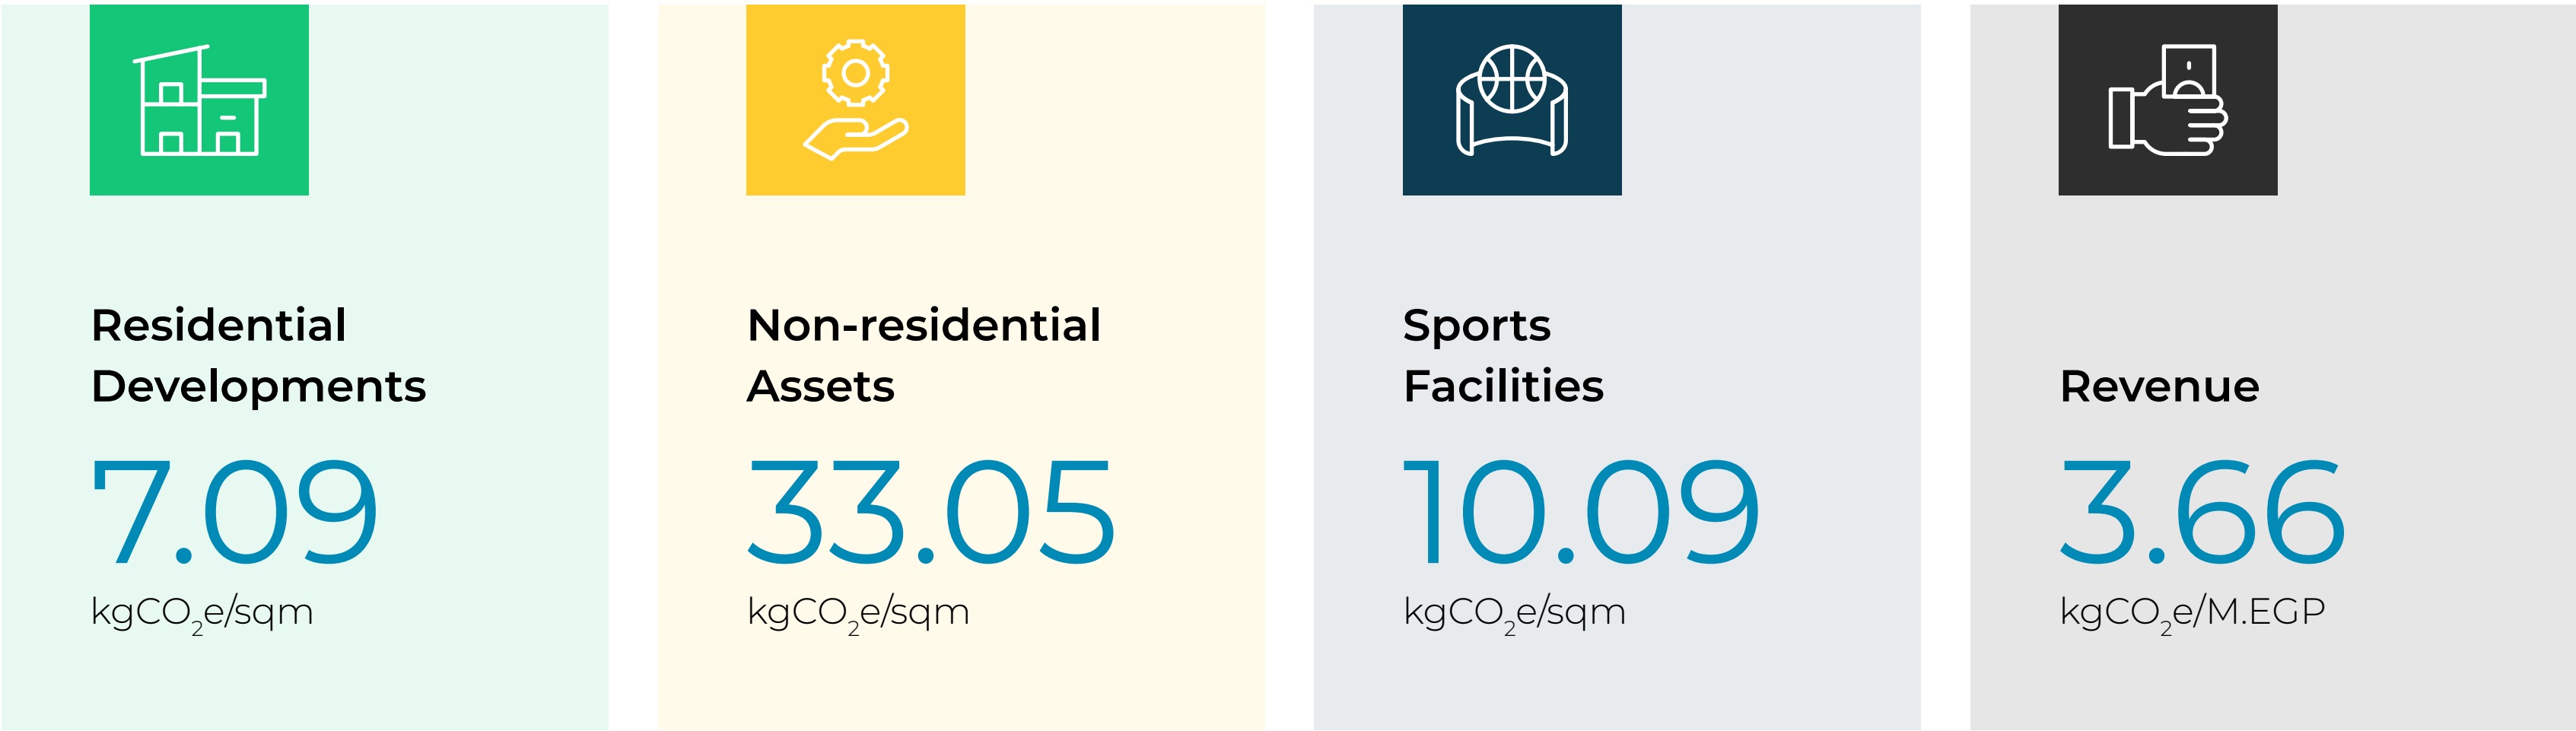 Residential
Developments
7.09
kgCO₂e/sqm
Non-residential
Assets
33.05
kgCO₂e/sqm
Sports
Facilities
10.09
kgCO₂e/sqm
Revenue
3.66
kgCO₂e/M.EGP